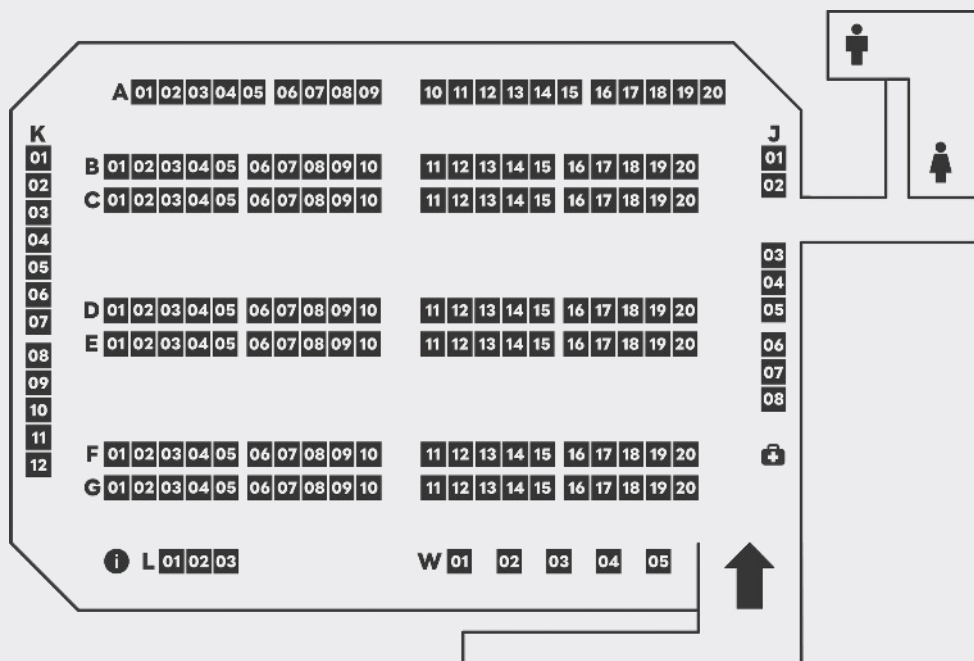 A 01 02 03 04 05 06 07 08 09 10 11 12 13 14 15 16 17 18 19 20
K
01
02
03
04
05
06
07
08
09
10
11
12
B 01 02 03 04 05 06 07 08 09 10 11 12 13 14 15 16 17 18 19 20
C 01 02 03 04 05 06 07 08 09 10 11 12 13 14 15 16 17 18 19 20
D 01 02 03 04 05 06 07 08 09 10 11 12 13 14 15 16 17 18 19 20
E 01 02 03 04 05 06 07 08 09 10 11 12 13 14 15 16 17 18 19 20
F 01 02 03 04 05 06 07 08 09 10 11 12 13 14 15 16 17 18 19 20
G 01 02 03 04 05 06 07 08 09 10 11 12 13 14 15 16 17 18 19 20
J
01
02
03
04
05
06
07
08
i L 01 02 03
W 01 02 03 04 05